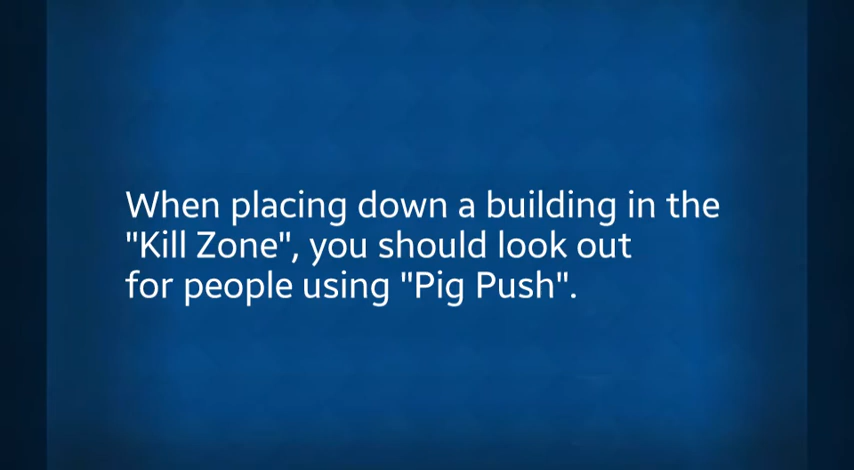 When placing down a building in the
"Kill Zone", you should look out
for people using "Pig Push".